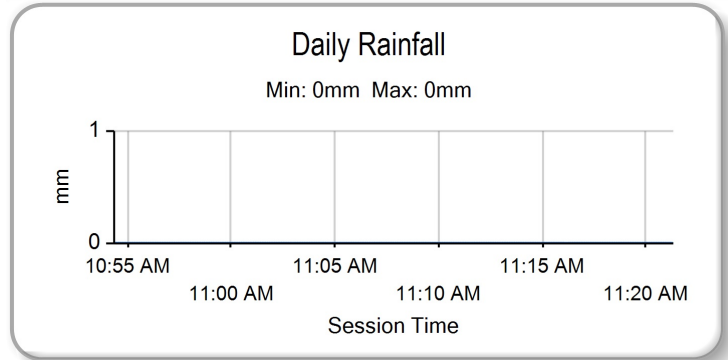 Daily Rainfall
Min: 0mm  Max: 0mm
1
mm
0
10:55 AM
11:05 AM
11:15 AM
11:00 AM
11:10 AM
11:20 AM
Session Time